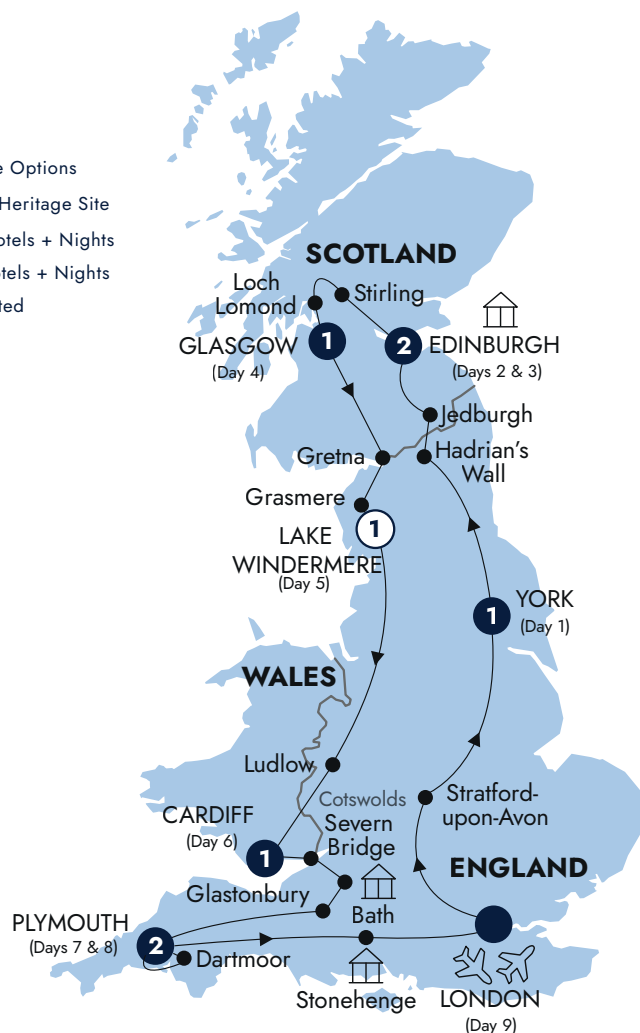 e Options
Heritage Site
otels + Nights
otels + Nights
ted
SCOTLAND
Loch
Lomond
Stirling
GLASGOW
(Day 4)
1
2
EDINBURGH
(Days 2 & 3)
Jedburgh
Gretna
Hadrian's
Wall
Grasmere
1
LAKE
WINDERMERE
(Day 5)
1
YORK
(Day 1)
WALES
Ludlow
Cotswolds
Stratford-
upon-Avon
CARDIFF
(Day 6)
1
Severn
Bridge
ENGLAND
Glastonbury
Bath
PLYMOUTH
(Days 7 & 8)
2
Dartmoor
Stonehenge
LONDON
(Day 9)